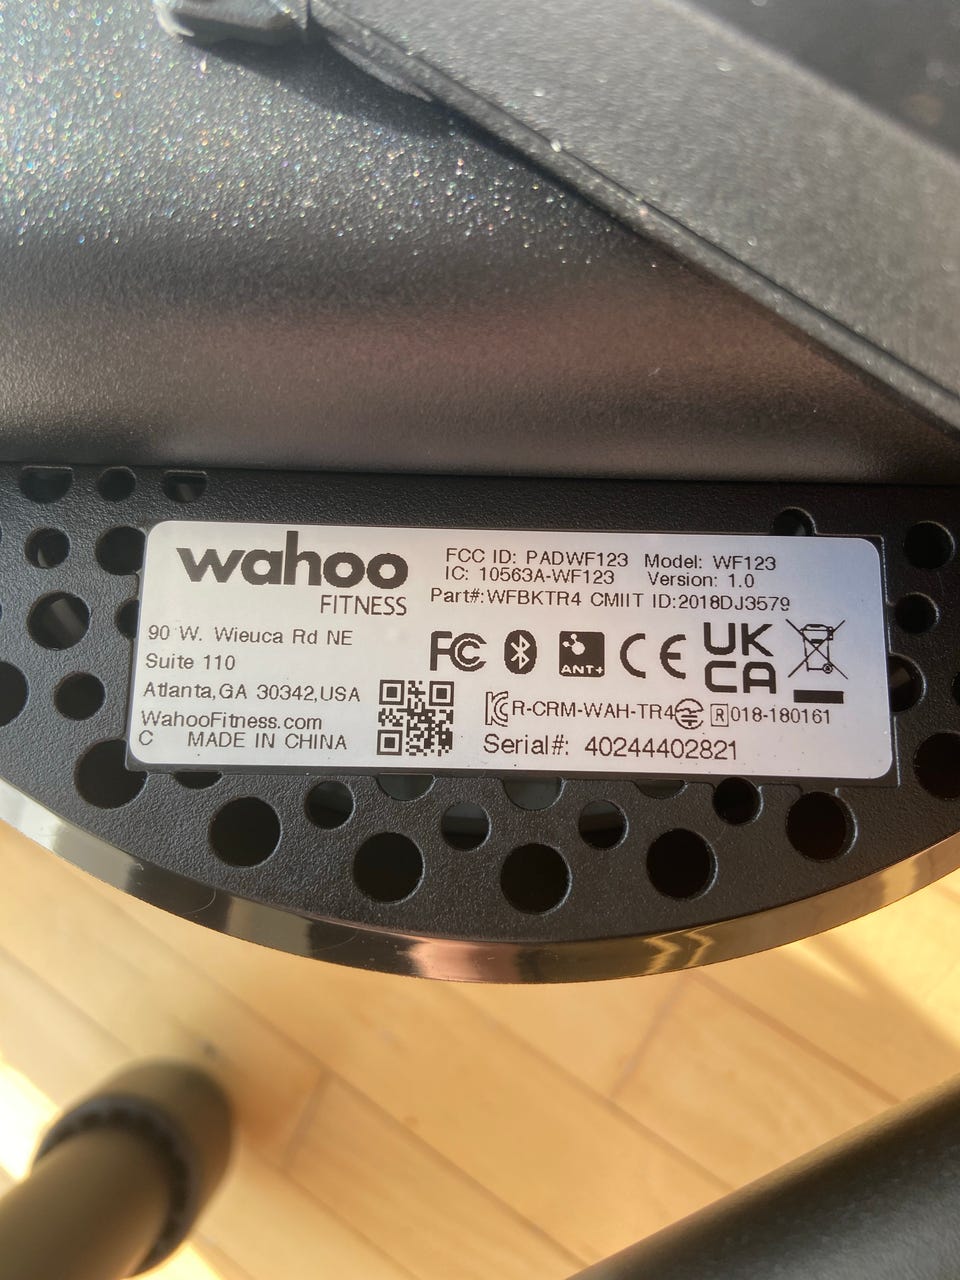 wahoo
FITNESS
90 W. Wieuca Rd NE
Suite 110
Atlanta,GA 30342,USA
WahooFitness.com
C MADE IN CHINA
FCC ID: PADWF123 Model: WF123
IC: 10563A-WF123 Version: 1.0
Part#:WFBKTR4 CMIIT ID:2018DJ3579
FC ANT+ CE UKCA
R-CRM-WAH-TR4 R 018-180161
Serial#: 40244402821